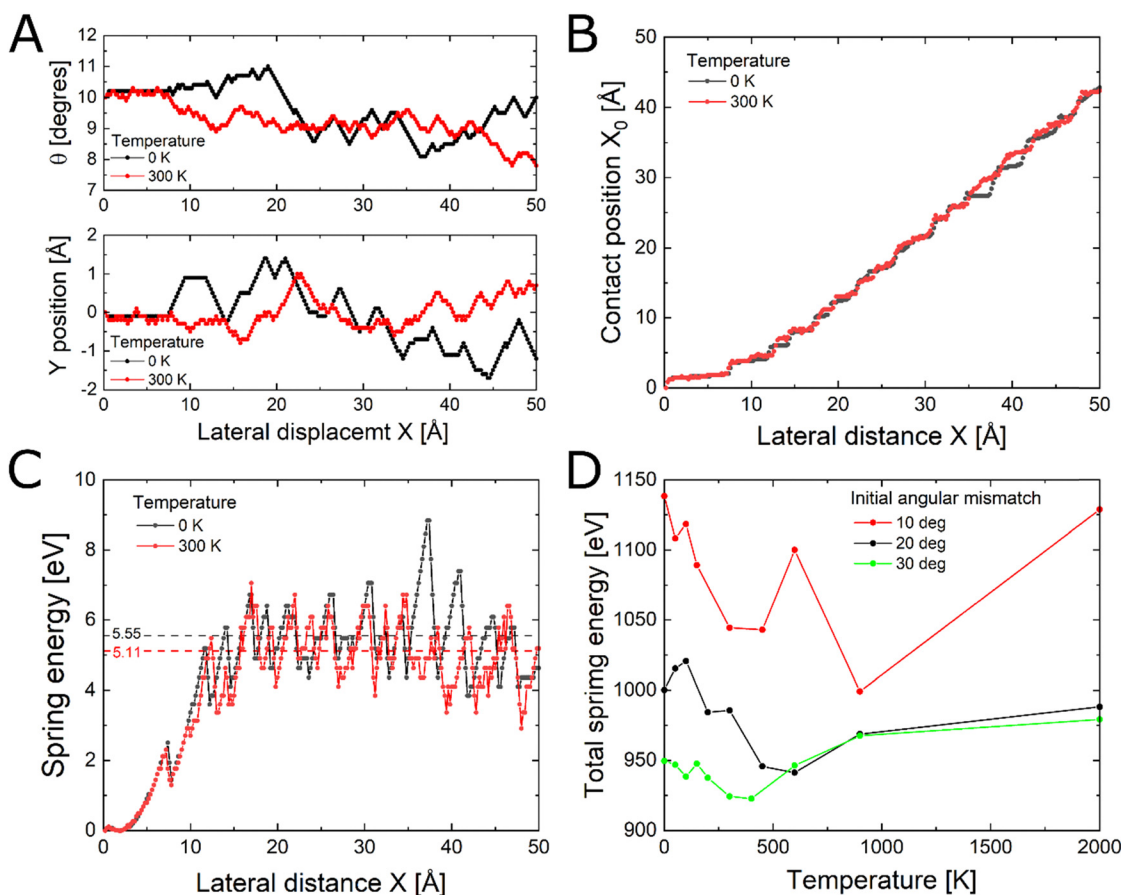 A
θ [degres]
12
11
10
9
8
7
Temperature
0 K
300 K
0 10 20 30 40 50
Y position [Å]
2
1
0
-1
-2
Temperature
0 K
300 K
0 10 20 30 40 50
Lateral displacemt X [Å]
B
Contact position X0 [Å]
50
40
30
20
10
0
Temperature
0 K
300 K
0 10 20 30 40 50
Lateral distance X [Å]
C
Spring energy [eV]
10
8
6
4
2
0
Temperature
0 K
300 K
5.55
5.11
0 10 20 30 40 50
Lateral distance X [Å]
D
Total sprimg energy [eV]
1150
1100
1050
1000
950
900
Initial angular mismatch
10 deg
20 deg
30 deg
0 500 1000 1500 2000
Temperature [K]